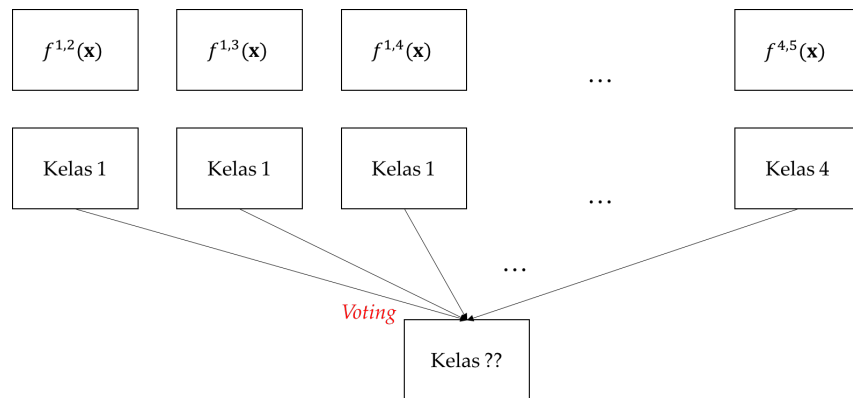 f^{1,2}(x) f^{1,3}(x) f^{1,4}(x) … f^{4,5}(x)
Kelas 1 Kelas 1 Kelas 1 … Kelas 4
…
Voting
Kelas ??